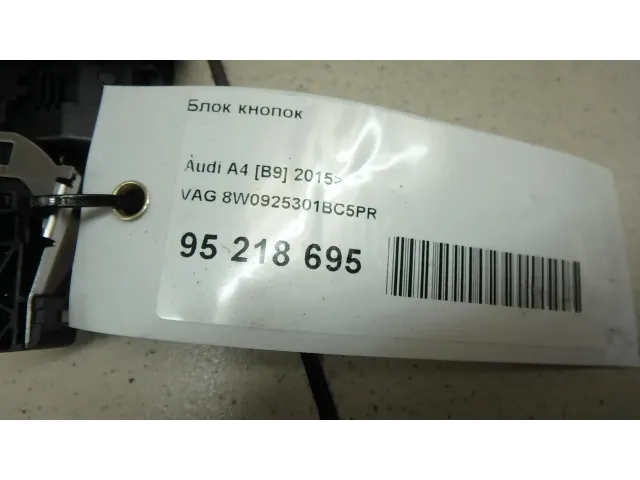 Блок кнопок
Audi A4 [B9] 2015>
VAG 8W0925301BC5PR
95 218 695